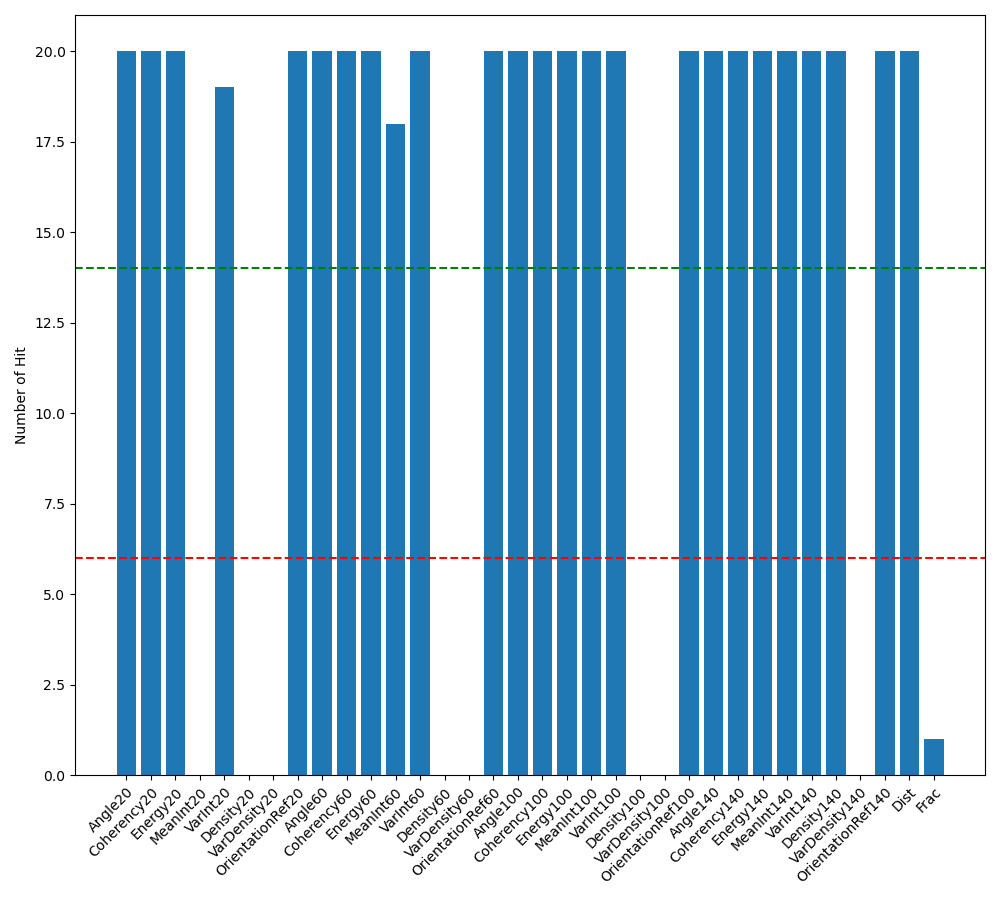 20.0
17.5
15.0
12.5
10.0
7.5
5.0
2.5
0.0
Number of Hit
Angle20
Coherency20
Energy20
MeanInt20
VarInt20
Density20
VarDensity20
OrientationRef20
Angle60
Coherency60
Energy60
MeanInt60
VarInt60
Density60
VarDensity60
OrientationRef60
Angle100
Coherency100
Energy100
MeanInt100
VarInt100
Density100
VarDensity100
OrientationRef100
Angle140
Coherency140
Energy140
MeanInt140
VarInt140
Density140
VarDensity140
OrientationRef140
Dist
Frac